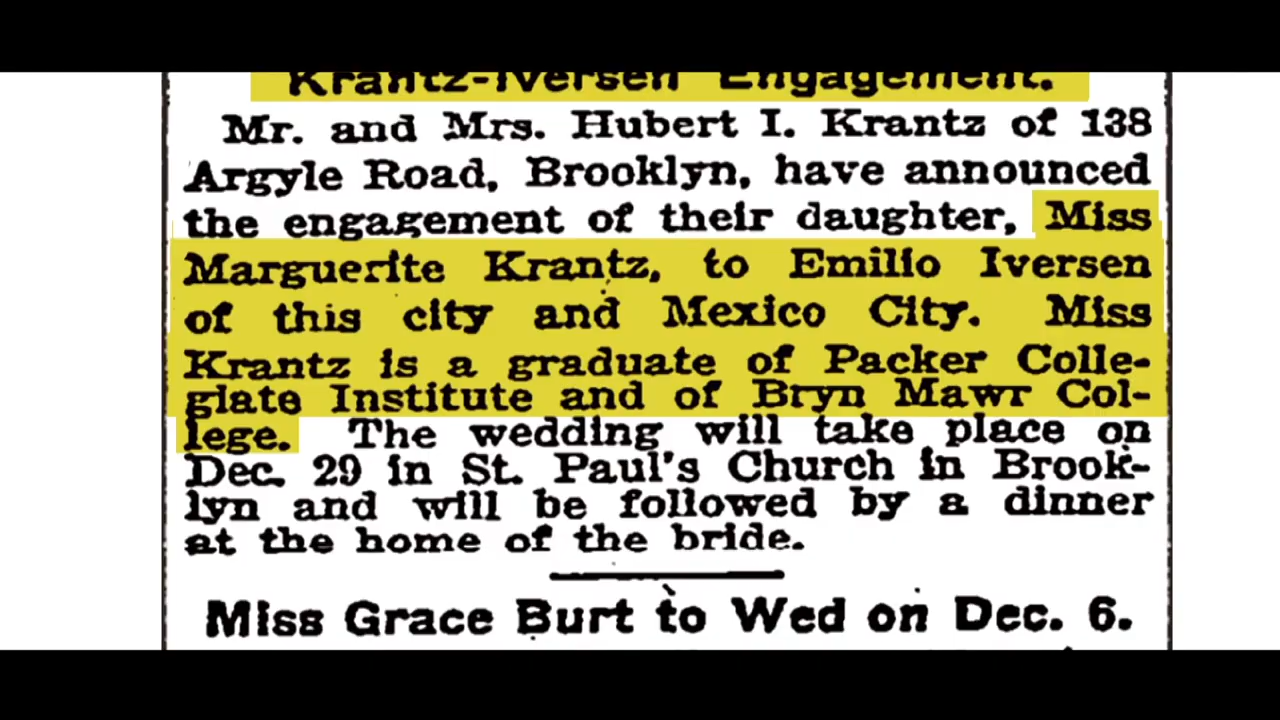 Krantz-Iversen Engagement.
Mr. and Mrs. Hubert I. Krantz of 138
Argyle Road, Brooklyn, have announced
the engagement of their daughter, Miss
Marguerite Krantz, to Emilio Iversen
of this city and Mexico City. Miss
Krantz is a graduate of Packer Colle-
giate Institute and of Bryn Mawr Col-
lege. The wedding will take place on
Dec. 29 in St. Paul's Church in Brook-
lyn and will be followed by a dinner
at the home of the bride.
Miss Grace Burt to Wed on Dec. 6.